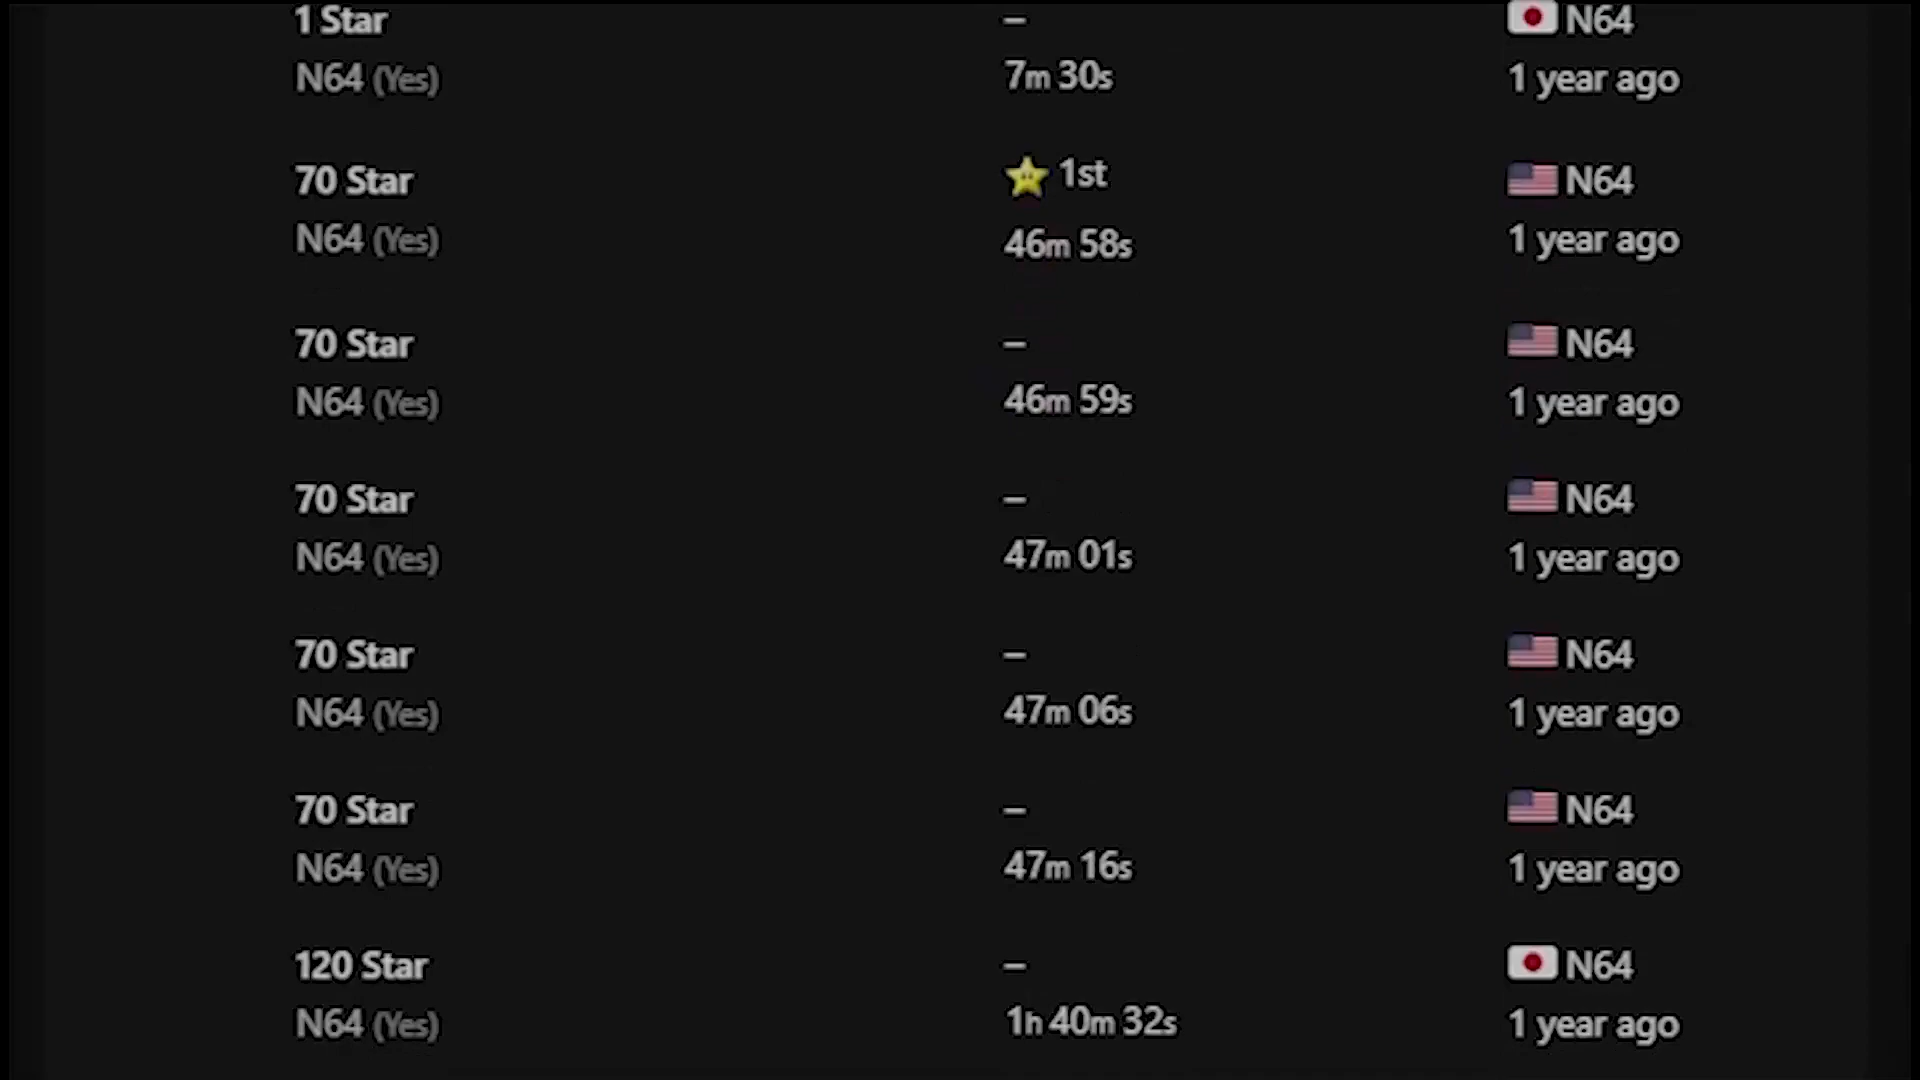 1 Star – N64
N64 (Yes) 7m 30s 1 year ago
70 Star 1st N64
N64 (Yes) 46m 58s 1 year ago
70 Star – N64
N64 (Yes) 46m 59s 1 year ago
70 Star – N64
N64 (Yes) 47m 01s 1 year ago
70 Star – N64
N64 (Yes) 47m 06s 1 year ago
70 Star – N64
N64 (Yes) 47m 16s 1 year ago
120 Star – N64
N64 (Yes) 1h 40m 32s 1 year ago